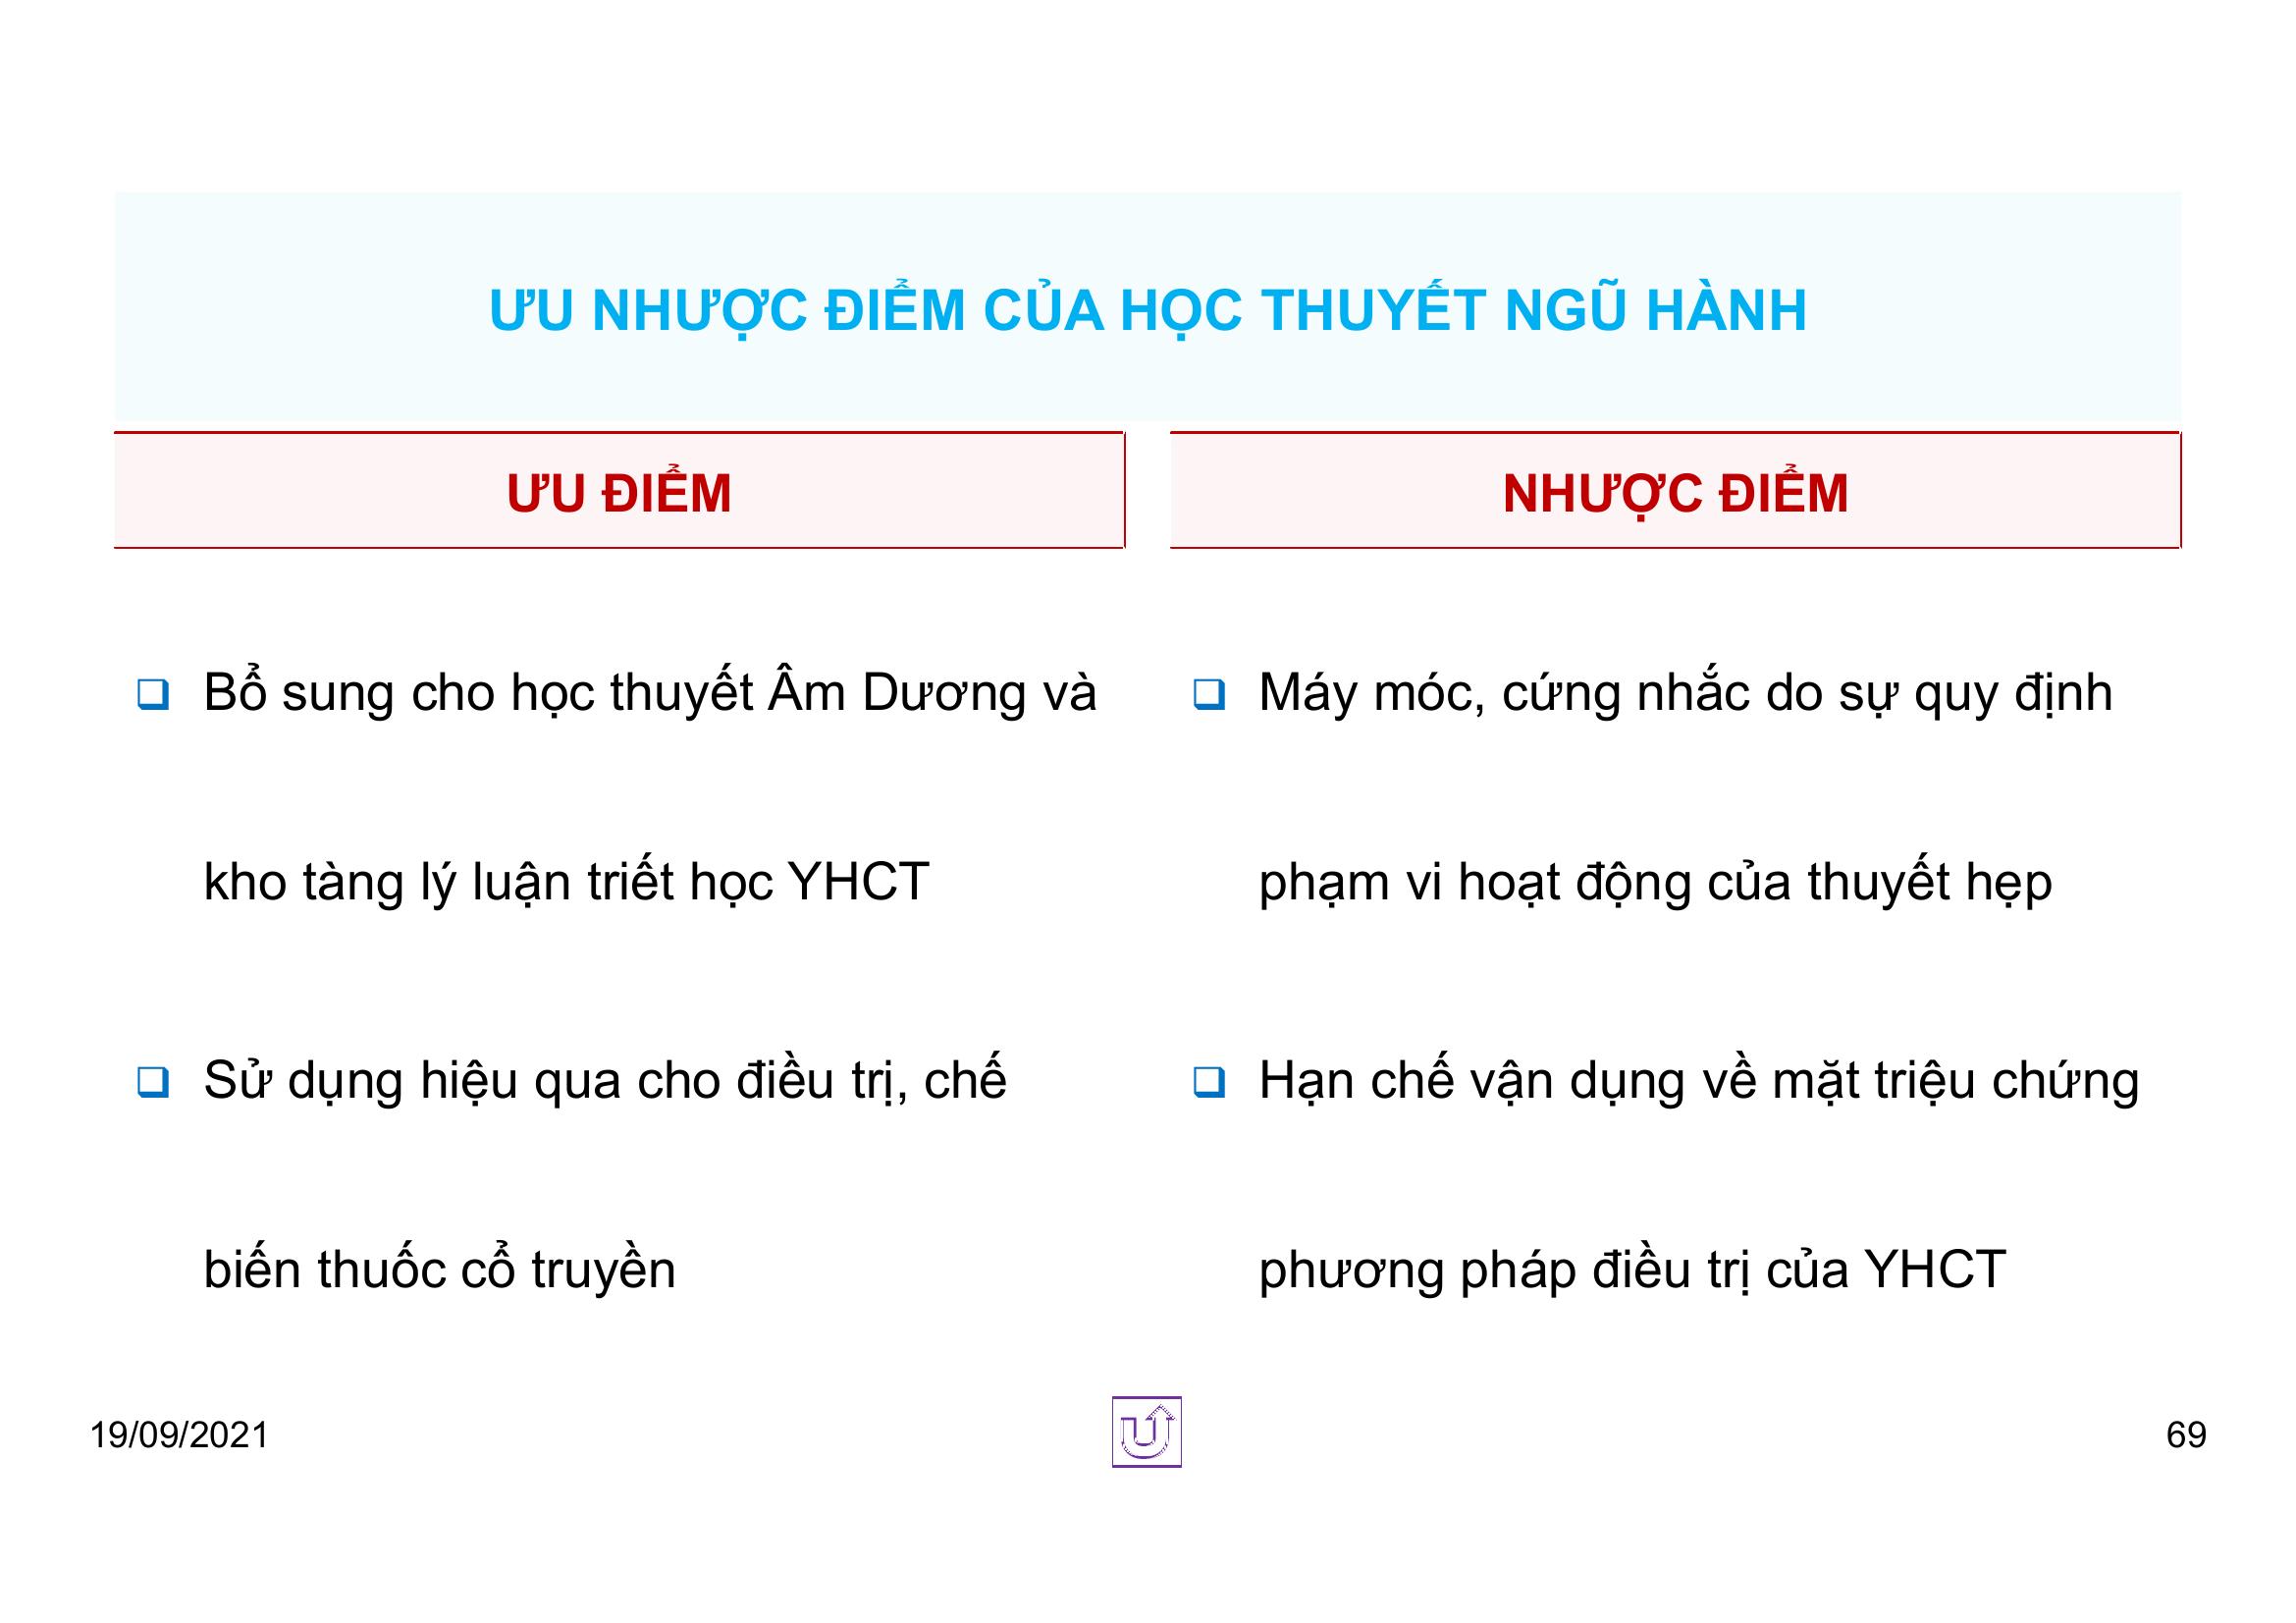 ƯU NHƯỢC ĐIỂM CỦA HỌC THUYẾT NGŨ HÀNH
ƯU ĐIỂM
Bổ sung cho học thuyết Âm Dương và
kho tàng lý luận triết học YHCT
Sử dụng hiệu qua cho điều trị, chế
biến thuốc cổ truyền
NHƯỢC ĐIỂM
Máy móc, cứng nhắc do sự quy định
phạm vi hoạt động của thuyết hẹp
Hạn chế vận dụng về mặt triệu chứng
phương pháp điều trị của YHCT
19/09/2021
69